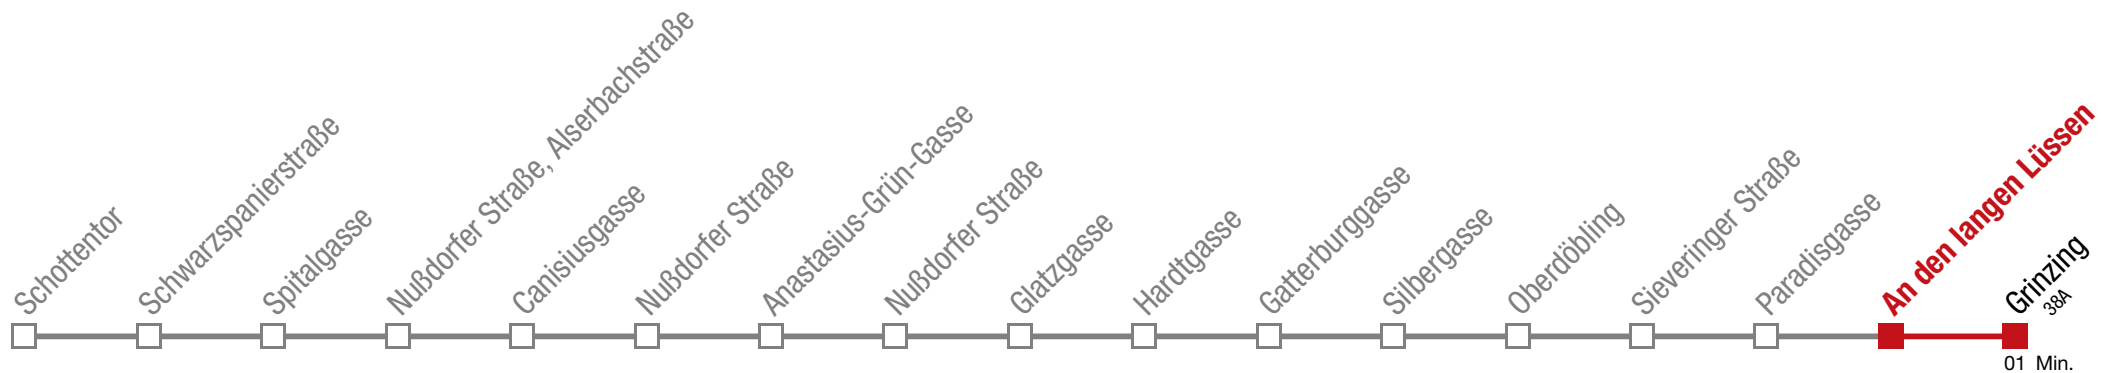 Schottentor
Schwarzspanierstraße
Spitalgasse
Nußdorfer Straße, Alserbachstraße
Canisiusgasse
Nußdorfer Straße
Anastasius-Grün-Gasse
Nußdorfer Straße
Glatzgasse
Hardtgasse
Gatterburggasse
Silbergasse
Oberdöbling
Sieveringer Straße
Paradisgasse
An den langen Lüssen
Grinzing
38A
01 Min.